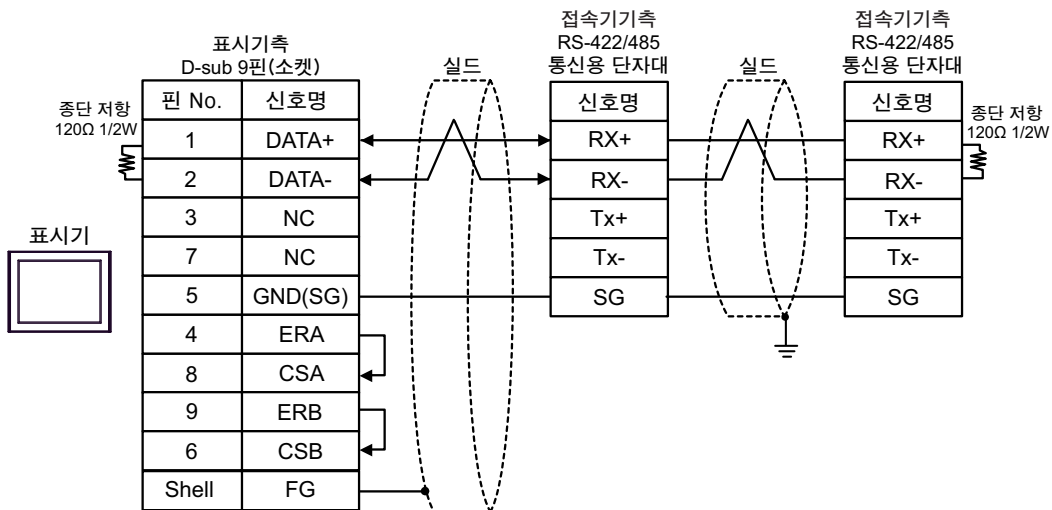 표시기
종단 저항
120Ω 1/2W
표시기측
D-sub 9핀(소켓)
핀 No. 신호명
1 DATA+
2 DATA-
3 NC
7 NC
5 GND(SG)
4 ERA
8 CSA
9 ERB
6 CSB
Shell FG
실드
접속기기측
RS-422/485
통신용 단자대
신호명
RX+
RX-
Tx+
Tx-
SG
실드
접속기기측
RS-422/485
통신용 단자대
신호명
RX+
RX-
Tx+
Tx-
SG
종단 저항
120Ω 1/2W